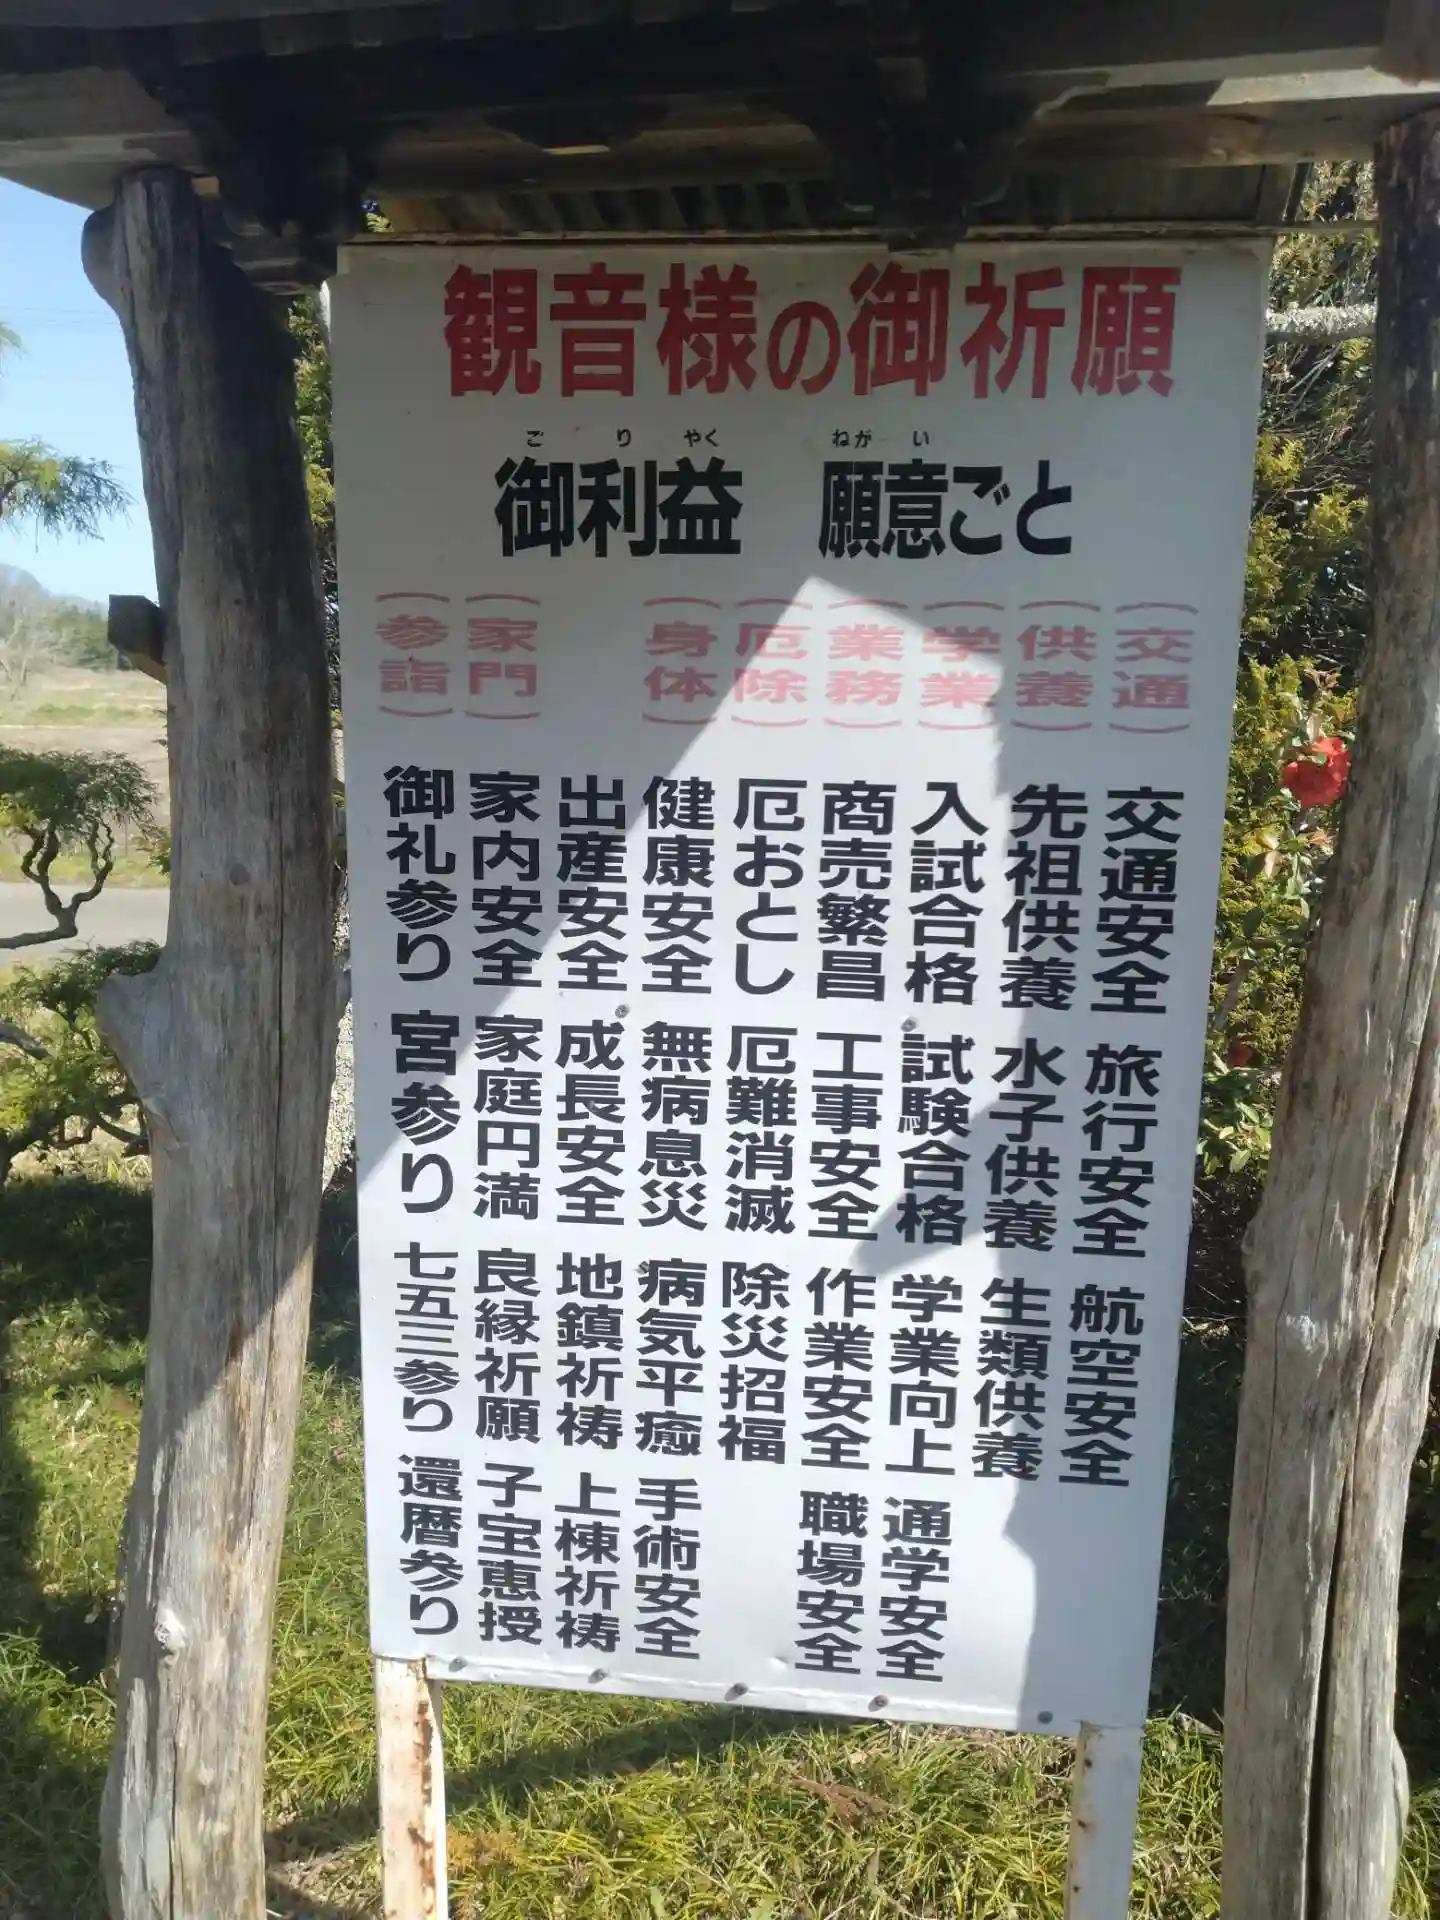 観音様の御祈願
ごりやく ねがい
御利益 願意ごと
(交通) 交通安全 旅行安全 航空安全
(供養) 先祖供養 水子供養 生類供養
(学業) 入試合格 試験合格 学業向上 通学安全
(業務) 商売繁昌 工事安全 作業安全 職場安全
(厄除) 厄おとし 厄難消滅 除災招福
(身体) 健康安全 無病息災 病気平癒 手術安全
出産安全 成長安全 地鎮祈祷 上棟祈祷
(家門) 家内安全 家庭円満 良縁祈願 子宝恵授
(参詣) 御礼参り 宮参り 七五三参り 還暦参り